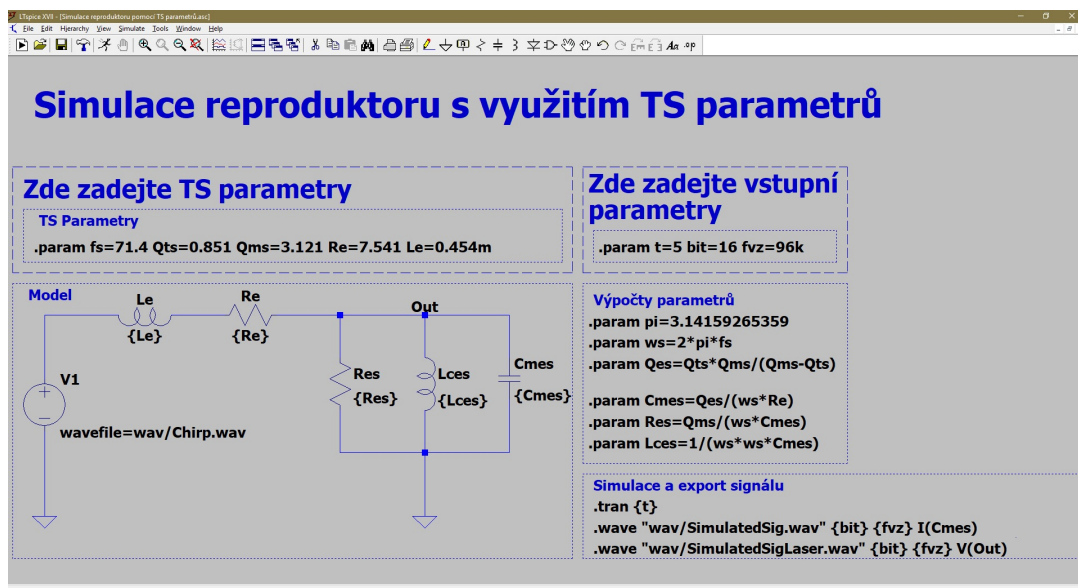 LTspice XVII - [Simulace reproduktoru pomocí TS parametrů.asc]
File Edit Hierarchy View Simulate Tools Window Help
Simulace reproduktoru s využitím TS parametrů
Zde zadejte TS parametry
TS Parametry
.param fs=71.4 Qts=0.851 Qms=3.121 Re=7.541 Le=0.454m
Zde zadejte vstupní
parametry
.param t=5 bit=16 fvz=96k
Model
Le
{Le}
Re
{Re}
Out
V1
wavefile=wav/Chirp.wav
Res
{Res}
Lces
{Lces}
Cmes
{Cmes}
Výpočty parametrů
.param pi=3.14159265359
.param ws=2*pi*fs
.param Qes=Qts*Qms/(Qms-Qts)
.param Cmes=Qes/(ws*Re)
.param Res=Qms/(ws*Cmes)
.param Lces=1/(ws*ws*Cmes)
Simulace a export signálu
.tran {t}
.wave "wav/SimulatedSig.wav" {bit} {fvz} I(Cmes)
.wave "wav/SimulatedSigLaser.wav" {bit} {fvz} V(Out)